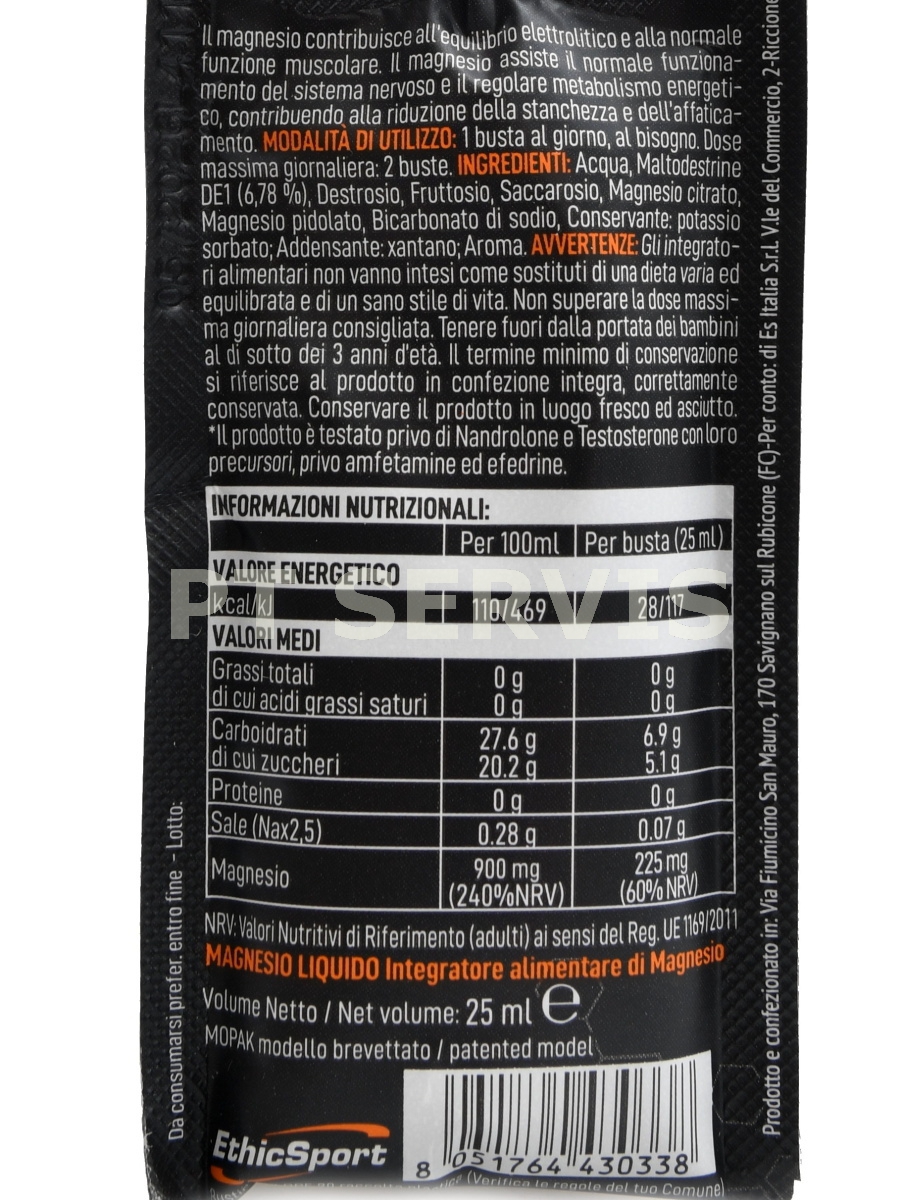 Il magnesio contribuisce all'equilibrio elettrolitico e alla normale
funzione muscolare. Il magnesio assiste il normale funziona-
mento del sistema nervoso e il regolare metabolismo energeti-
co, contribuendo alla riduzione della stanchezza e dell'affatica-
mento. MODALITÀ DI UTILIZZO: 1 busta al giorno, al bisogno. Dose
massima giornaliera: 2 buste. INGREDIENTI: Acqua, Maltodestrine
DE1 (6,78 %), Destrosio, Fruttosio, Saccarosio, Magnesio citrato,
Magnesio pidolato, Bicarbonato di sodio, Conservante: potassio
sorbato; Addensante: xantano; Aroma. AVVERTENZE: Gli integrato-
ri alimentari non vanno intesi come sostituti di una dieta varia ed
equilibrata e di un sano stile di vita. Non superare la dose massi-
ma giornaliera consigliata. Tenere fuori dalla portata dei bambini
al di sotto dei 3 anni d'età. Il termine minimo di conservazione
si riferisce al prodotto in confezione integra, correttamente
conservata. Conservare il prodotto in luogo fresco ed asciutto.
*Il prodotto è testato privo di Nandrolone e Testosterone con loro
precursori, privo amfetamine ed efedrine.
INFORMAZIONI NUTRIZIONALI:
Per 100ml Per busta (25 ml)
VALORE ENERGETICO
kcal/kJ 110/469 28/117
VALORI MEDI
Grassi totali 0 g 0 g
di cui acidi grassi saturi 0 g 0 g
Carboidrati 27.6 g 6.9 g
di cui zuccheri 20.2 g 5.1 g
Proteine 0 g 0 g
Sale (Nax2,5) 0.28 g 0.07 g
Magnesio 900 mg 225 mg
(240%NRV) (60% NRV)
NRV: Valori Nutritivi di Riferimento (adulti) ai sensi del Reg. UE 1169/2011
MAGNESIO LIQUIDO Integratore alimentare di Magnesio
Volume Netto / Net volume: 25 ml e
MOPAK modello brevettato / patented model
EthicSport
8 051764 430338
(Verifica le regole del tuo Comune)
Da consumarsi prefer. entro fine - Lotto:
Prodotto e confezionato in: Via Fiumicino San Mauro, 170 Savignano sul Rubicone (FC)-Per conto: di Es Italia S.r.l. V.le del Commercio, 2-Riccione
PI SERVIS